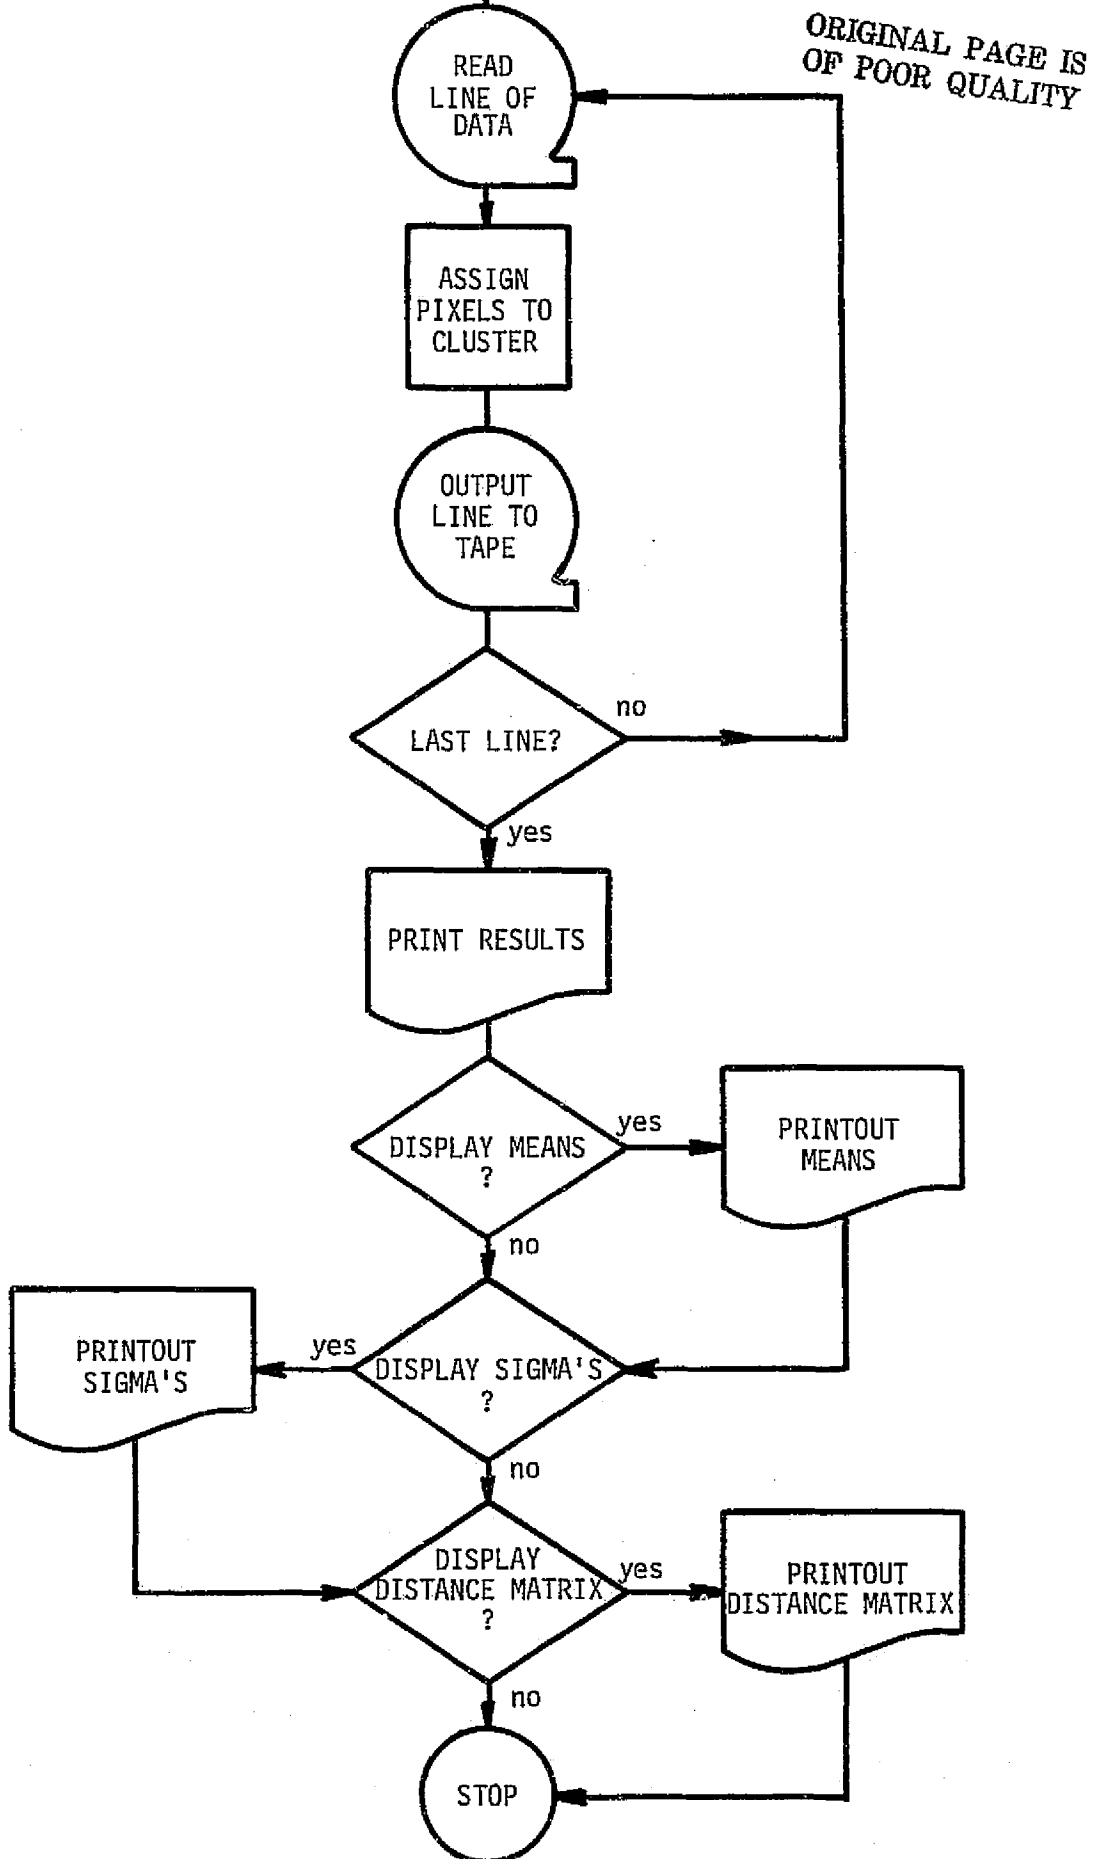 ORIGINAL PAGE IS
OF POOR QUALITY
READ
LINE OF
DATA
ASSIGN
PIXELS TO
CLUSTER
OUTPUT
LINE TO
TAPE
no
LAST LINE?
yes
PRINT RESULTS
yes
DISPLAY MEANS
?
PRINTOUT
MEANS
no
yes
PRINTOUT
SIGMA'S
DISPLAY SIGMA'S
?
no
DISPLAY
DISTANCE MATRIX
?
yes
PRINTOUT
DISTANCE MATRIX
no
STOP